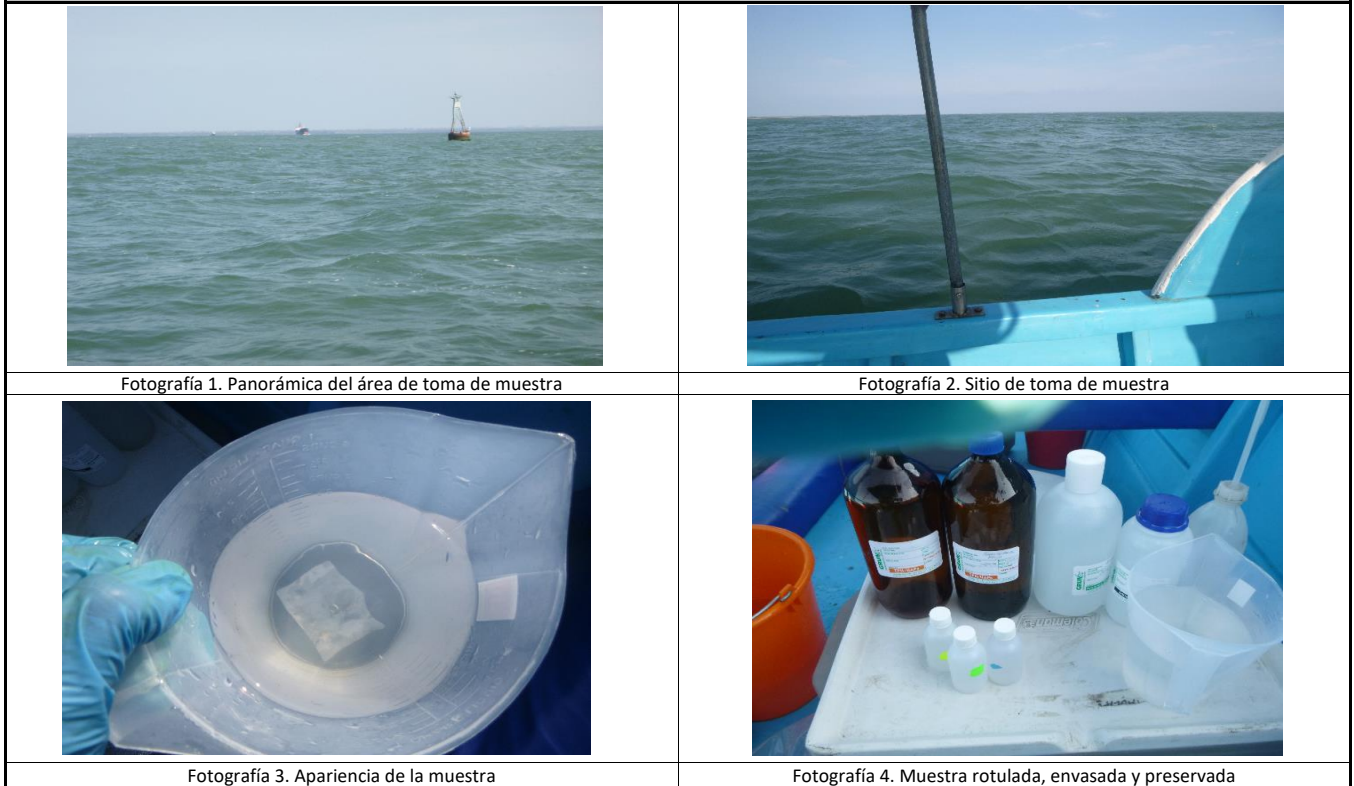 Fotografía 1. Panorámica del área de toma de muestra
Fotografía 2. Sitio de toma de muestra
Fotografía 3. Apariencia de la muestra
Fotografía 4. Muestra rotulada, envasada y preservada
Coleman